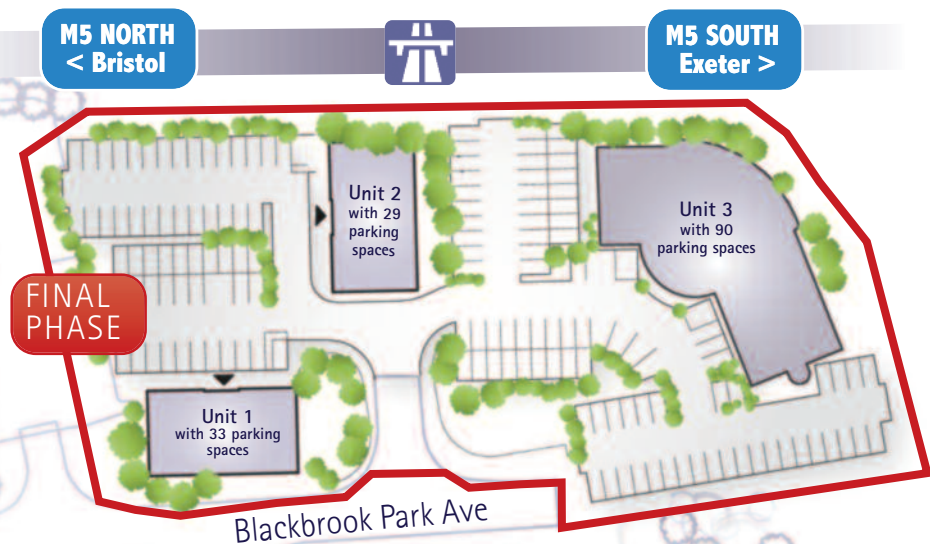 M5 NORTH
< Bristol
M5 SOUTH
Exeter >
Unit 2
with 29
parking
spaces
Unit 3
with 90
parking spaces
FINAL
PHASE
Unit 1
with 33 parking
spaces
Blackbrook Park Ave